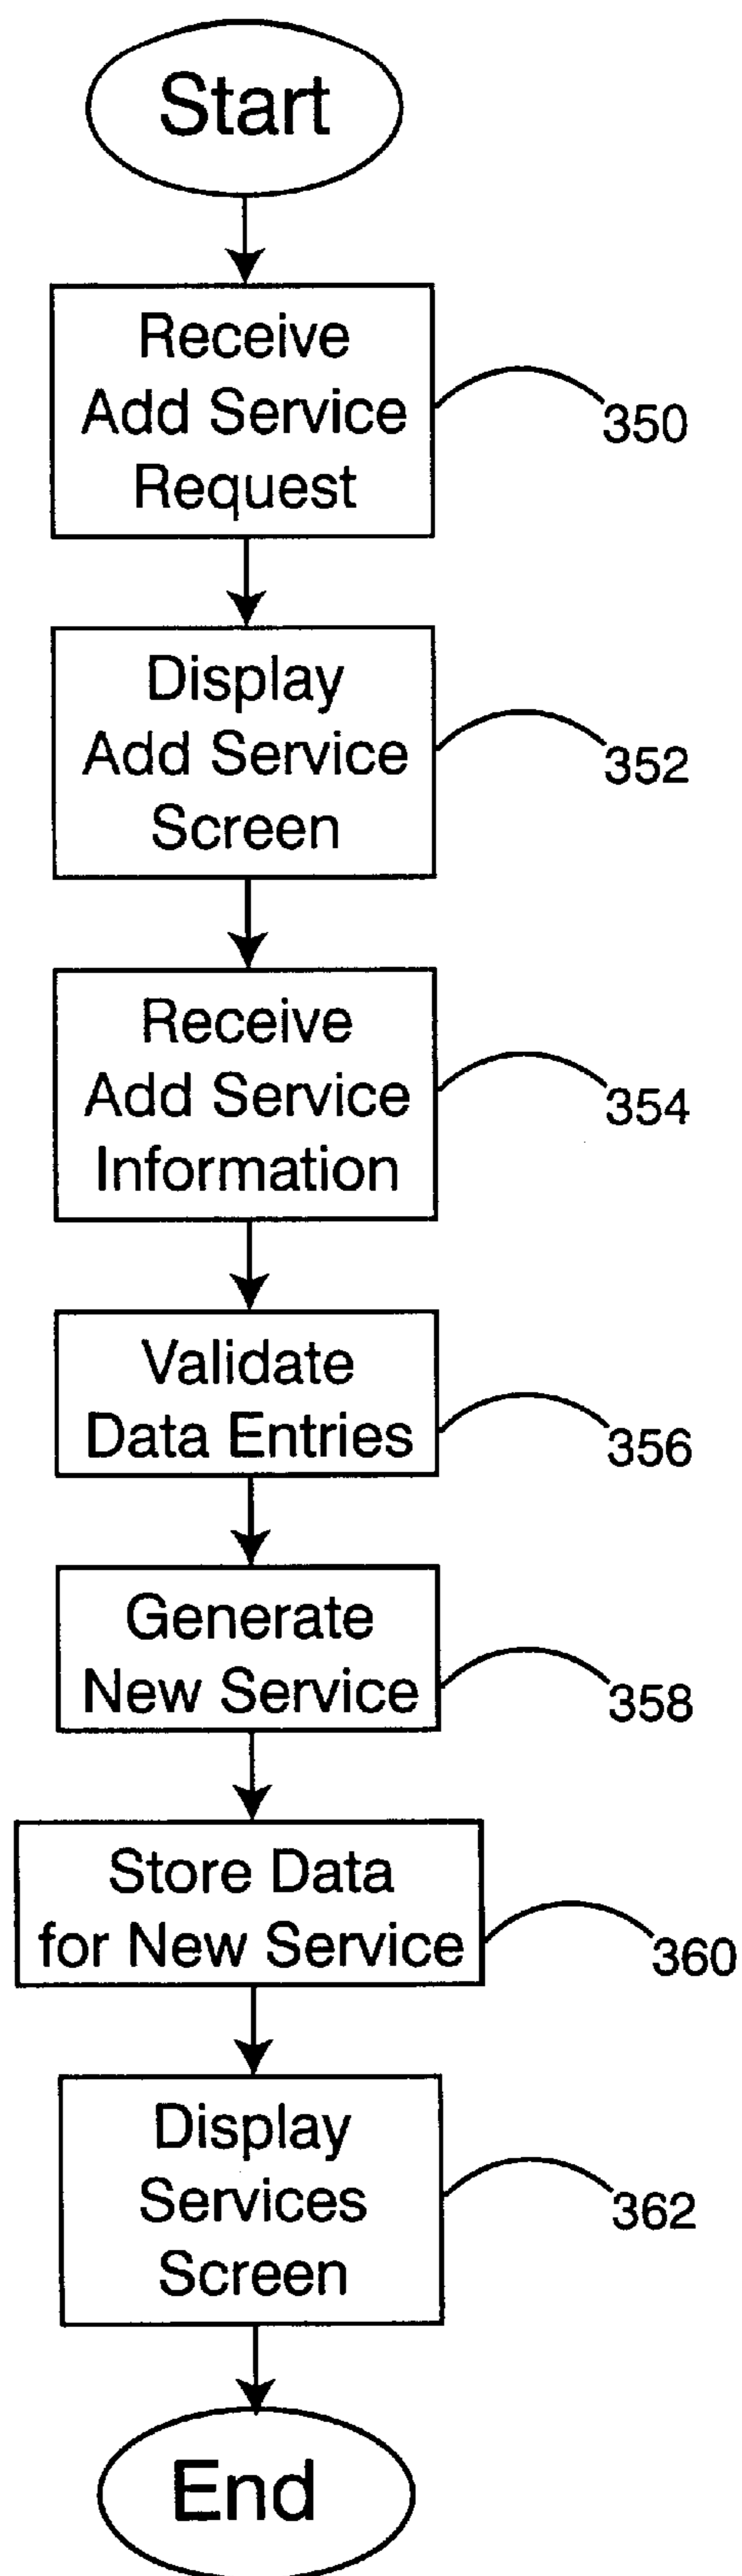 Start
Receive
Add Service
Request
350
Display
Add Service
Screen
352
Receive
Add Service
Information
354
Validate
Data Entries
356
Generate
New Service
358
Store Data
for New Service
360
Display
Services
Screen
362
End